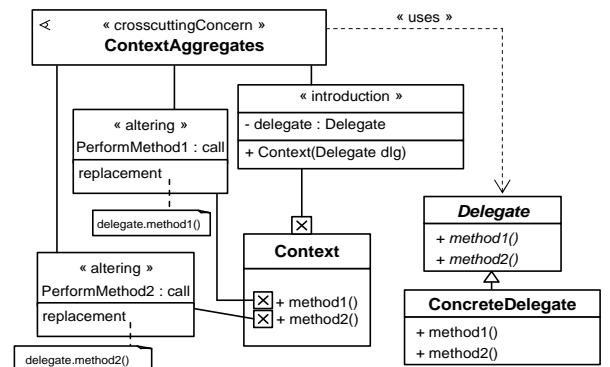 « crosscuttingConcern »
ContextAggregates
« uses »
« introduction »
- delegate : Delegate
+ Context(Delegate dlg)
« altering »
PerformMethod1 : call
replacement
delegate.method1()
Delegate
+ method1()
+ method2()
Context
+ method1()
+ method2()
« altering »
PerformMethod2 : call
replacement
delegate.method2()
ConcreteDelegate
+ method1()
+ method2()